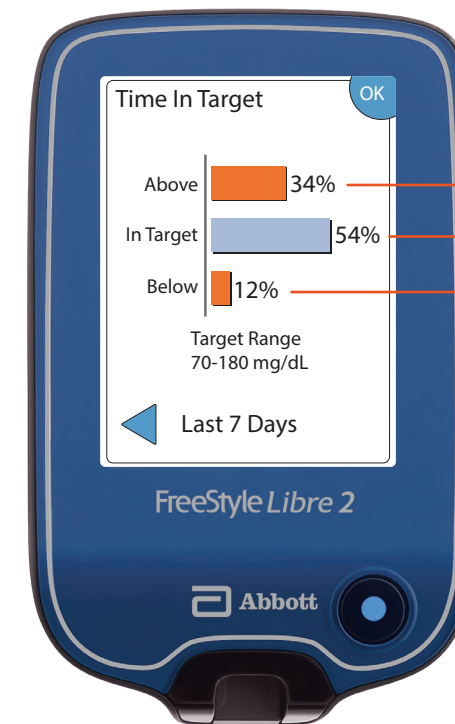 Time In Target
OK
Above 34%
In Target 54%
Below 12%
Target Range
70-180 mg/dL
Last 7 Days
FreeStyle Libre 2
Abbott